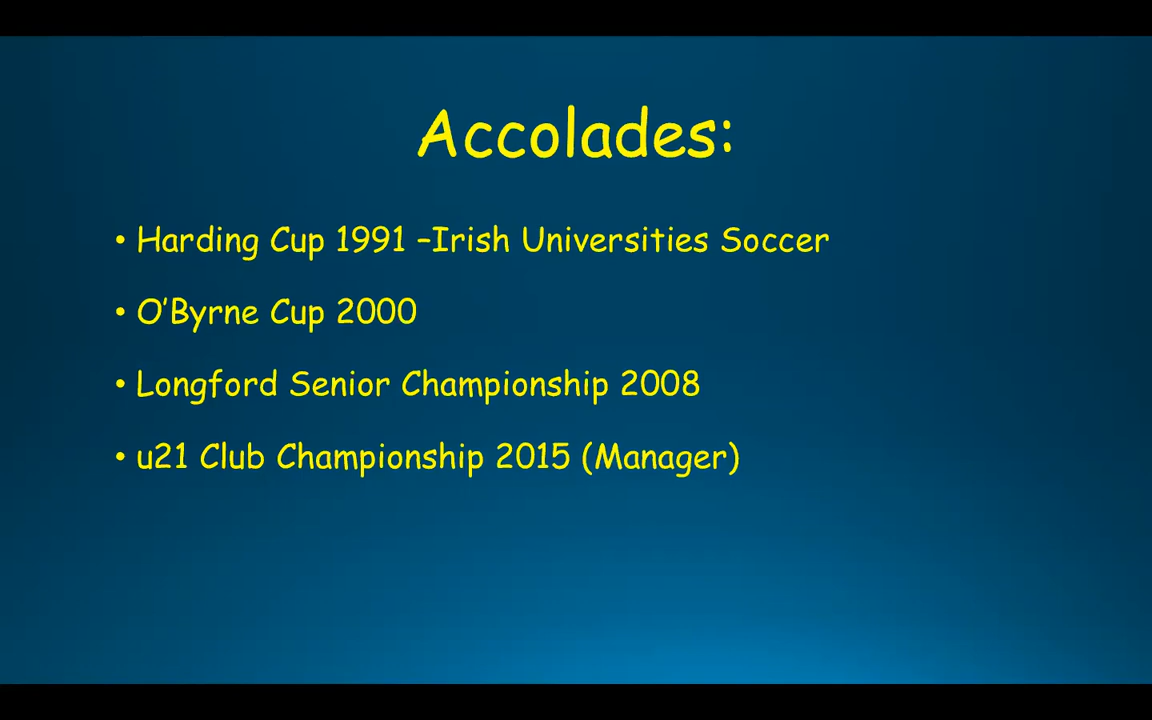 Accolades:
• Harding Cup 1991 –Irish Universities Soccer
• O’Byrne Cup 2000
• Longford Senior Championship 2008
• u21 Club Championship 2015 (Manager)